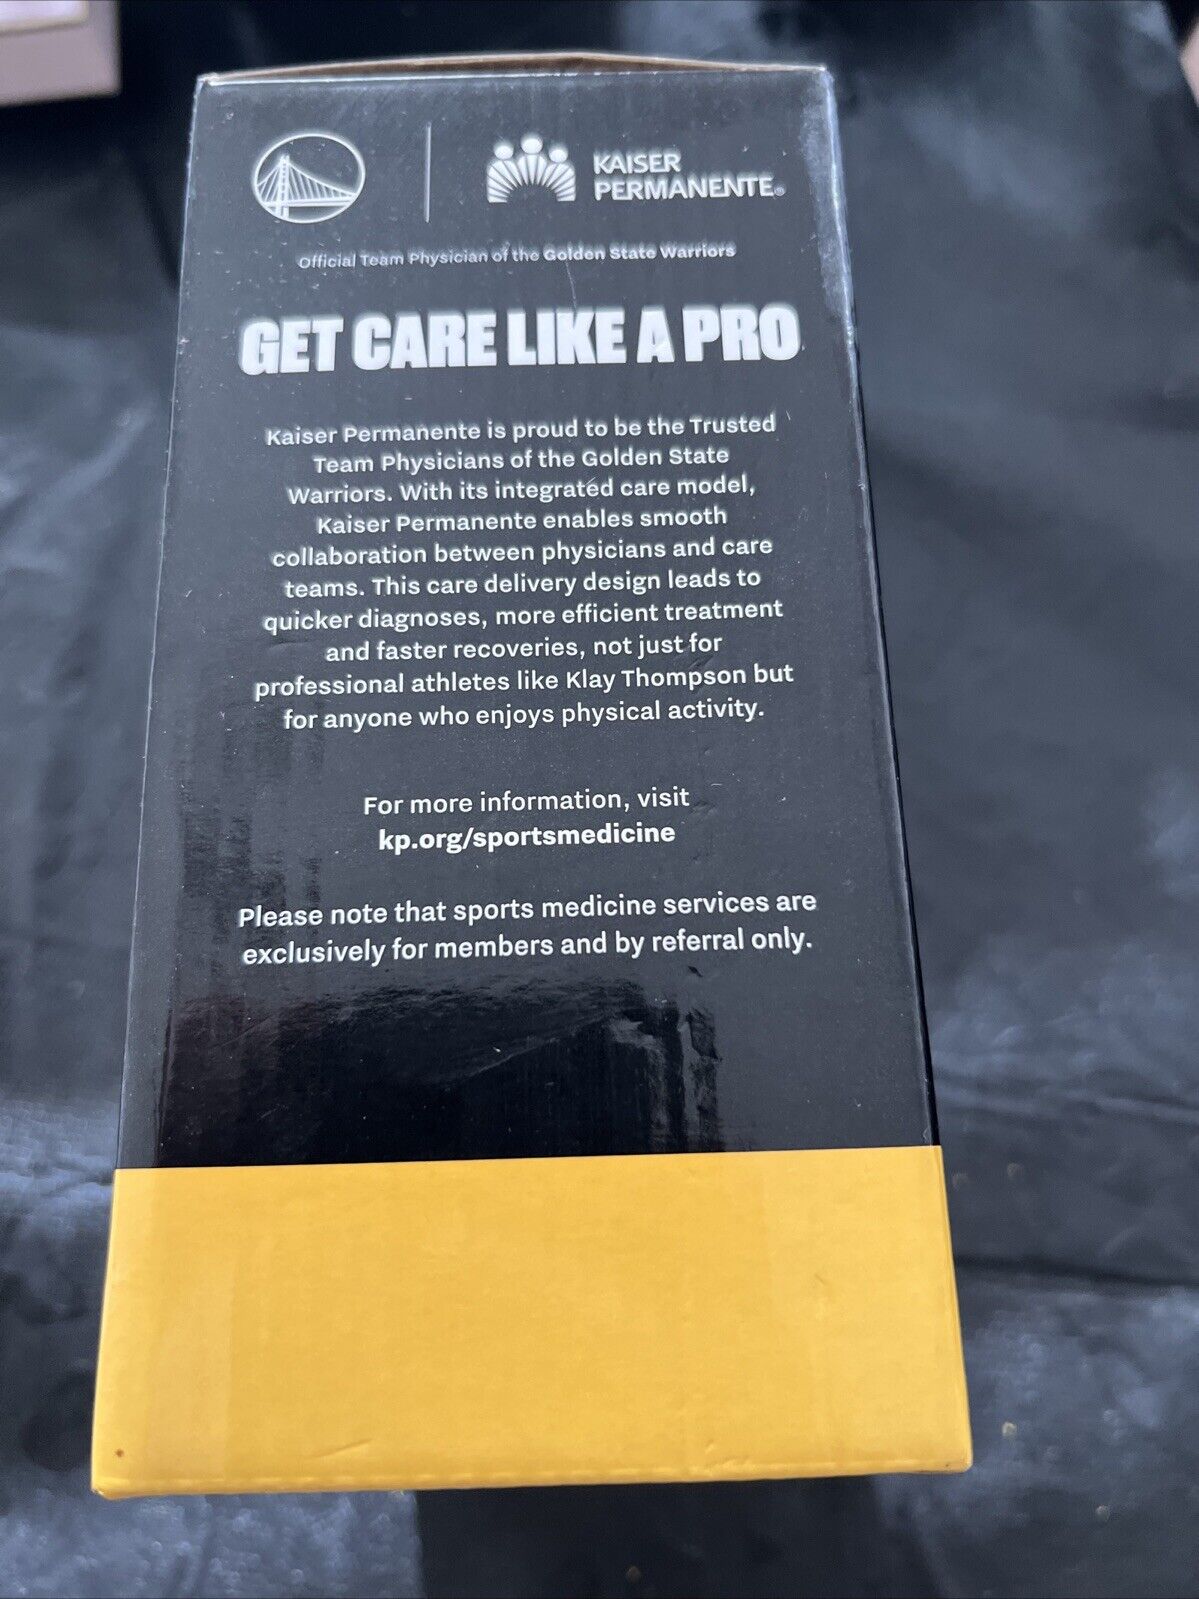 KAISER
PERMANENTE®
Official Team Physician of the Golden State Warriors
GET CARE LIKE A PRO
Kaiser Permanente is proud to be the Trusted
Team Physicians of the Golden State
Warriors. With its integrated care model,
Kaiser Permanente enables smooth
collaboration between physicians and care
teams. This care delivery design leads to
quicker diagnoses, more efficient treatment
and faster recoveries, not just for
professional athletes like Klay Thompson but
for anyone who enjoys physical activity.
For more information, visit
kp.org/sportsmedicine
Please note that sports medicine services are
exclusively for members and by referral only.